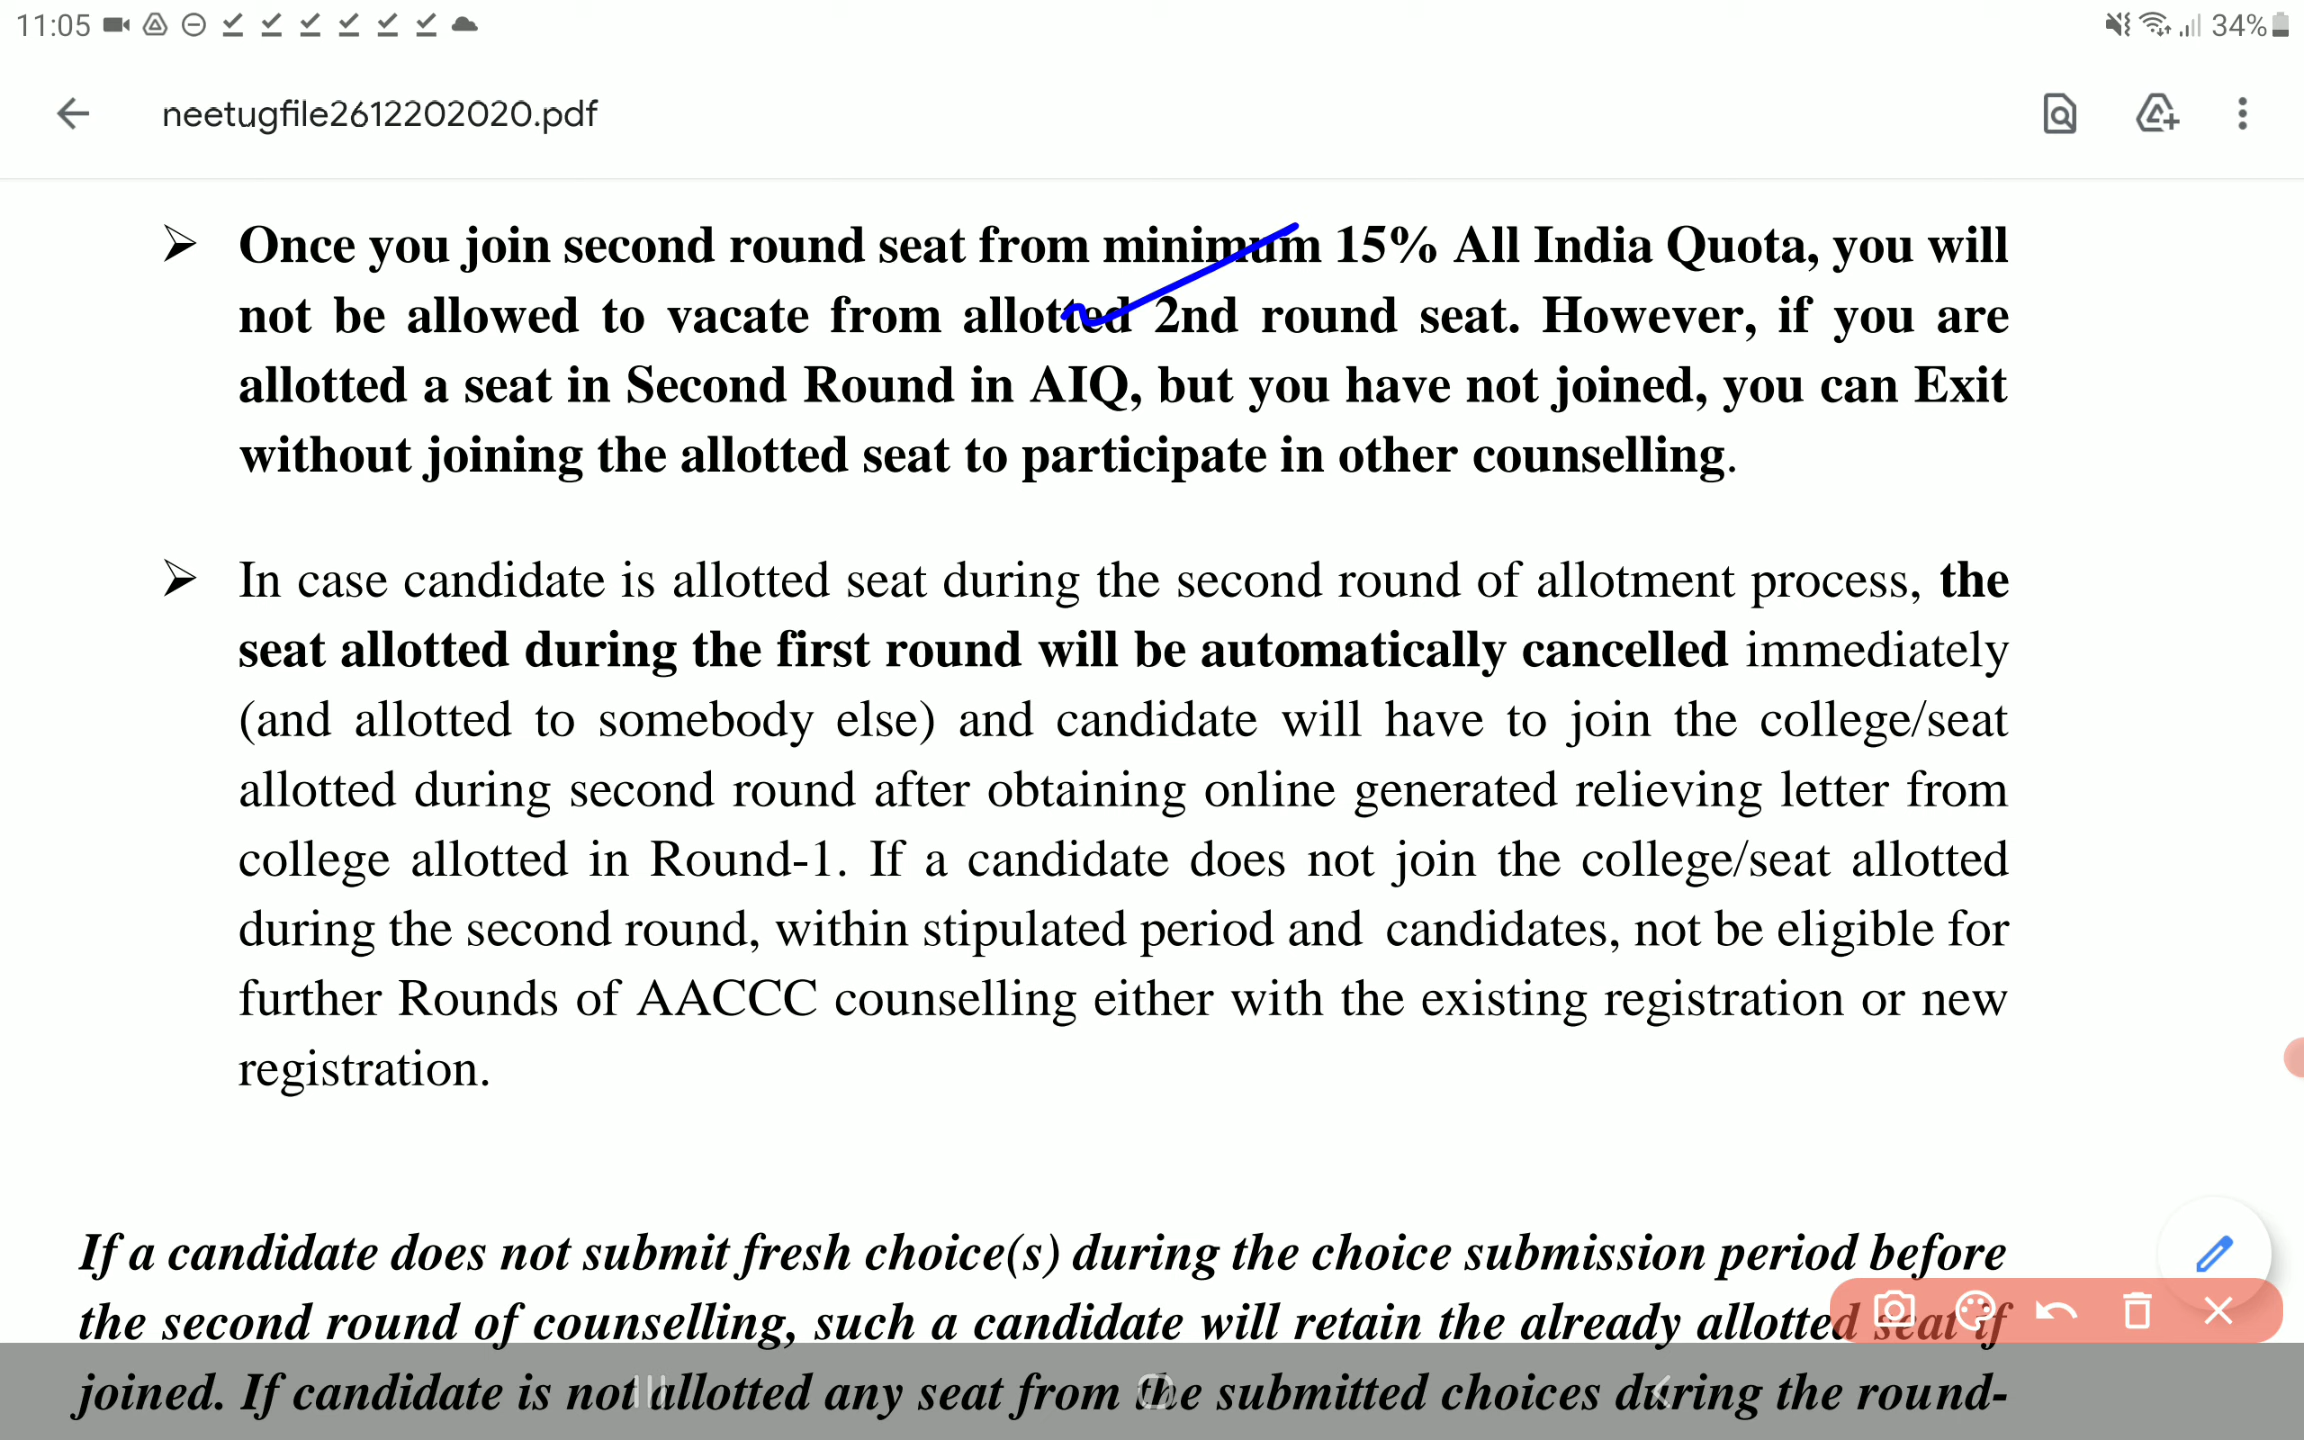 11:05
34%
neetugfile2612202020.pdf
➢ Once you join second round seat from minimum 15% All India Quota, you will
not be allowed to vacate from allotted 2nd round seat. However, if you are
allotted a seat in Second Round in AIQ, but you have not joined, you can Exit
without joining the allotted seat to participate in other counselling.
➢ In case candidate is allotted seat during the second round of allotment process, the
seat allotted during the first round will be automatically cancelled immediately
(and allotted to somebody else) and candidate will have to join the college/seat
allotted during second round after obtaining online generated relieving letter from
college allotted in Round-1. If a candidate does not join the college/seat allotted
during the second round, within stipulated period and candidates, not be eligible for
further Rounds of AACCC counselling either with the existing registration or new
registration.
If a candidate does not submit fresh choice(s) during the choice submission period before
the second round of counselling, such a candidate will retain the already allotted seat if
joined. If candidate is not allotted any seat from the submitted choices during the round-